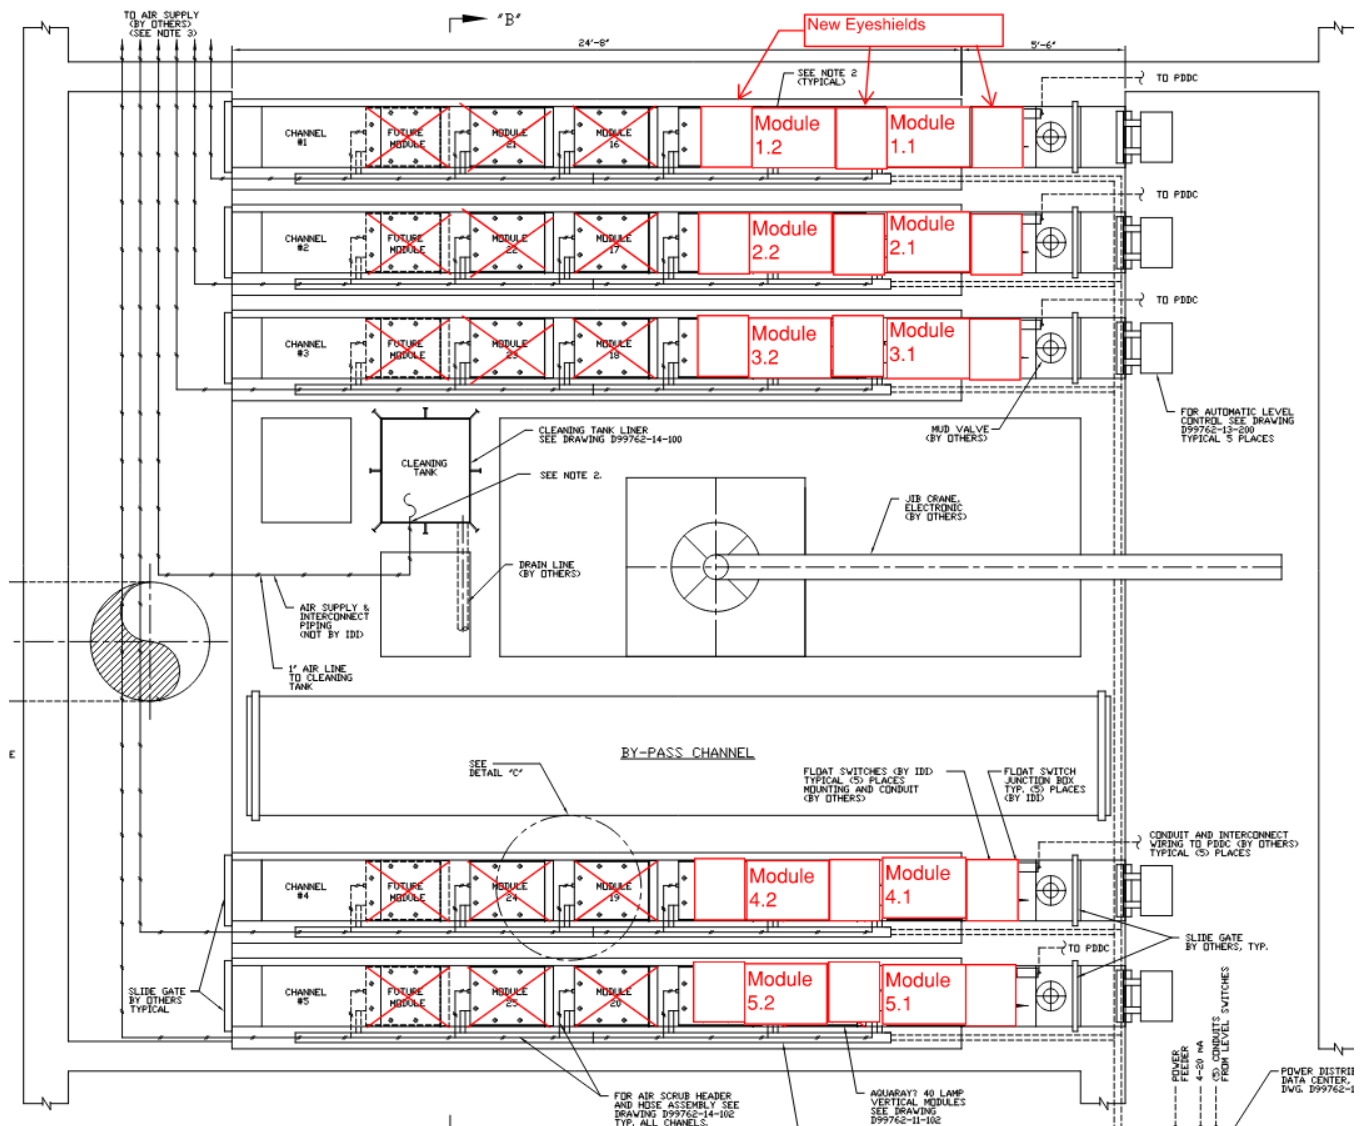 TO AIR SUPPLY
(BY OTHERS)
(SEE NOTE 3)
"B"
New Eyeshields
24'-8"
5'-6"
SEE NOTE 2
(TYPICAL)
TO PDDC
CHANNEL
#1
FUTURE
MODULE
MODULE
21
MODULE
16
Module
1.2
Module
1.1
TO PDDC
CHANNEL
#2
FUTURE
MODULE
MODULE
22
MODULE
17
Module
2.2
Module
2.1
TO PDDC
CHANNEL
#3
FUTURE
MODULE
MODULE
23
MODULE
18
Module
3.2
Module
3.1
FOR AUTOMATIC LEVEL
CONTROL SEE DRAWING
D99762-13-200
TYPICAL 5 PLACES
MUD VALVE
(BY OTHERS)
CLEANING TANK LINER
SEE DRAWING D99762-14-100
CLEANING
TANK
SEE NOTE 2.
JIB CRANE,
ELECTRONIC
(BY OTHERS)
DRAIN LINE
(BY OTHERS)
AIR SUPPLY &
INTERCONNECT
PIPING
(NOT BY IDI)
1" AIR LINE
TO CLEANING
TANK
E
BY-PASS CHANNEL
SEE
DETAIL "C"
FLOAT SWITCHES (BY IDI)
TYPICAL (5) PLACES
MOUNTING AND CONDUIT
(BY OTHERS)
FLOAT SWITCH
JUNCTION BOX
TYP. (5) PLACES
(BY IDI)
CONDUIT AND INTERCONNECT
WIRING TO PDDC (BY OTHERS)
TYPICAL (5) PLACES
CHANNEL
#4
FUTURE
MODULE
MODULE
24
MODULE
19
Module
4.2
Module
4.1
SLIDE GATE
BY OTHERS, TYP.
TO PDDC
SLIDE GATE
BY OTHERS
TYPICAL
CHANNEL
#5
FUTURE
MODULE
MODULE
25
MODULE
20
Module
5.2
Module
5.1
POWER
FEEDER
4-20 mA
(5) CONDUITS
FROM LEVEL SWITCHES
FOR AIR SCRUB HEADER
AND HOSE ASSEMBLY SEE
DRAWING D99762-14-102
TYP. ALL CHANELS.
AQUARAY? 40 LAMP
VERTICAL MODULES
SEE DRAWING
D99762-11-102
POWER DISTRIB
DATA CENTER,
DWG. D99762-1